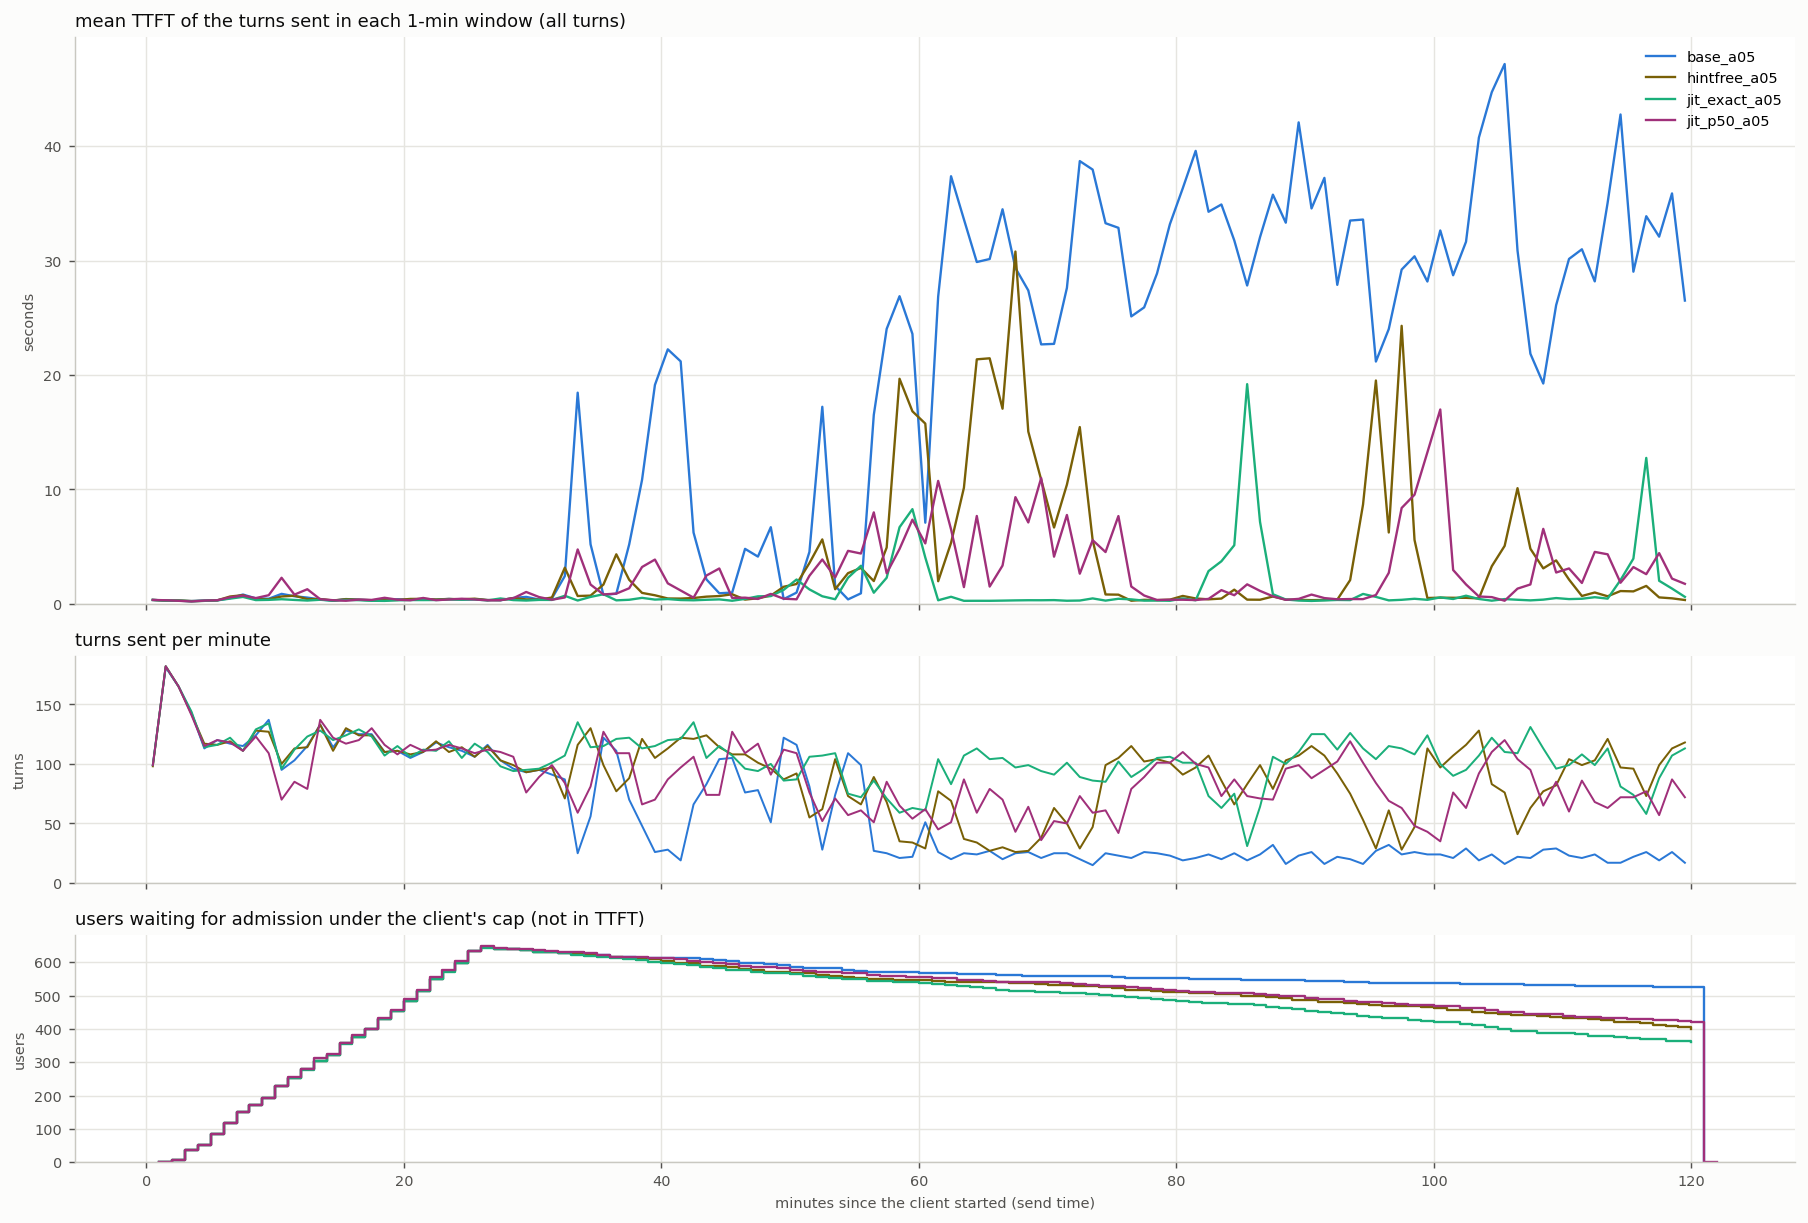 mean TTFT of the turns sent in each 1-min window (all turns)
base_a05
hintfree_a05
jit_exact_a05
jit_p50_a05
40
30
20
10
0
seconds
turns sent per minute
150
100
50
0
turns
users waiting for admission under the client's cap (not in TTFT)
600
500
400
300
200
100
0
users
0 20 40 60 80 100 120
minutes since the client started (send time)